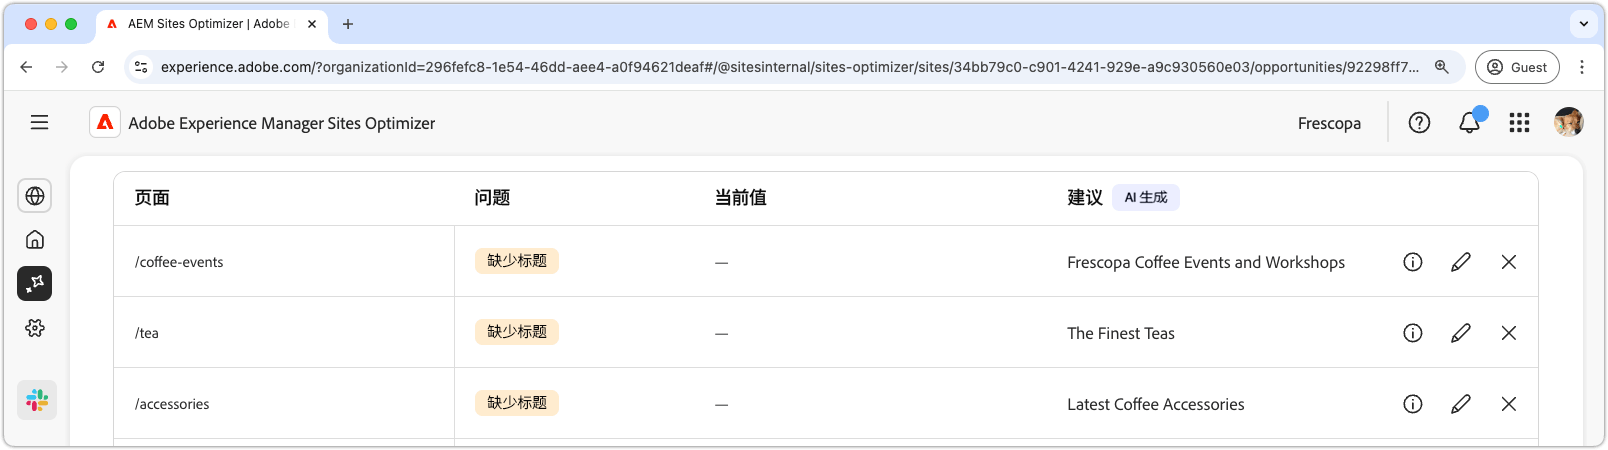 AEM Sites Optimizer | Adobe
experience.adobe.com/?organizationId=296fefc8-1e54-46dd-aee4-a0f94621deaf#/@sitesinternal/sites-optimizer/sites/34bb79c0-c901-4241-929e-a9c930560e03/opportunities/92298ff7... Guest
Adobe Experience Manager Sites Optimizer Frescopa
页面 问题 当前值 建议 AI 生成
/coffee-events 缺少标题 — Frescopa Coffee Events and Workshops
/tea 缺少标题 — The Finest Teas
/accessories 缺少标题 — Latest Coffee Accessories